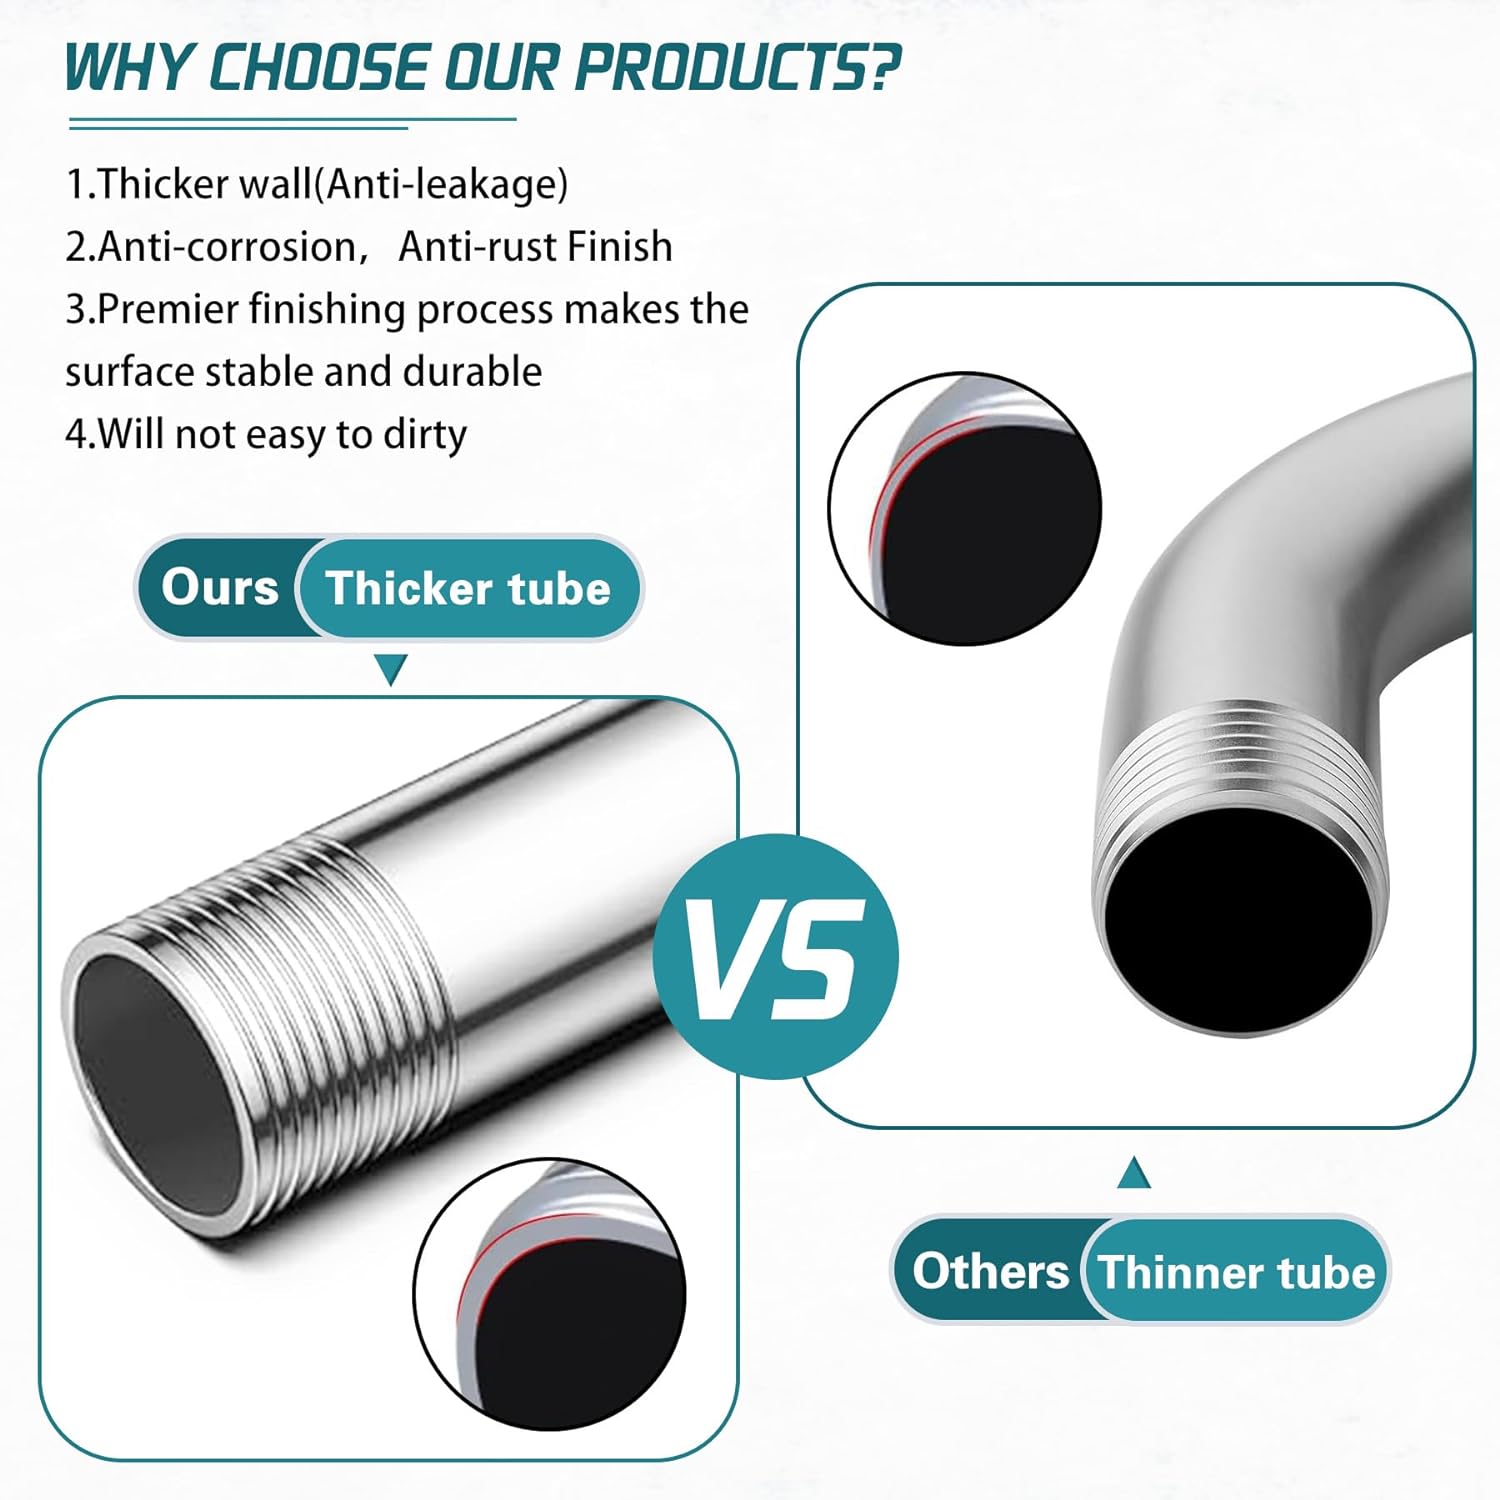 WHY CHOOSE OUR PRODUCTS?
1.Thicker wall(Anti-leakage)
2.Anti-corrosion, Anti-rust Finish
3.Premier finishing process makes the
surface stable and durable
4.Will not easy to dirty
Ours Thicker tube
VS
Others Thinner tube